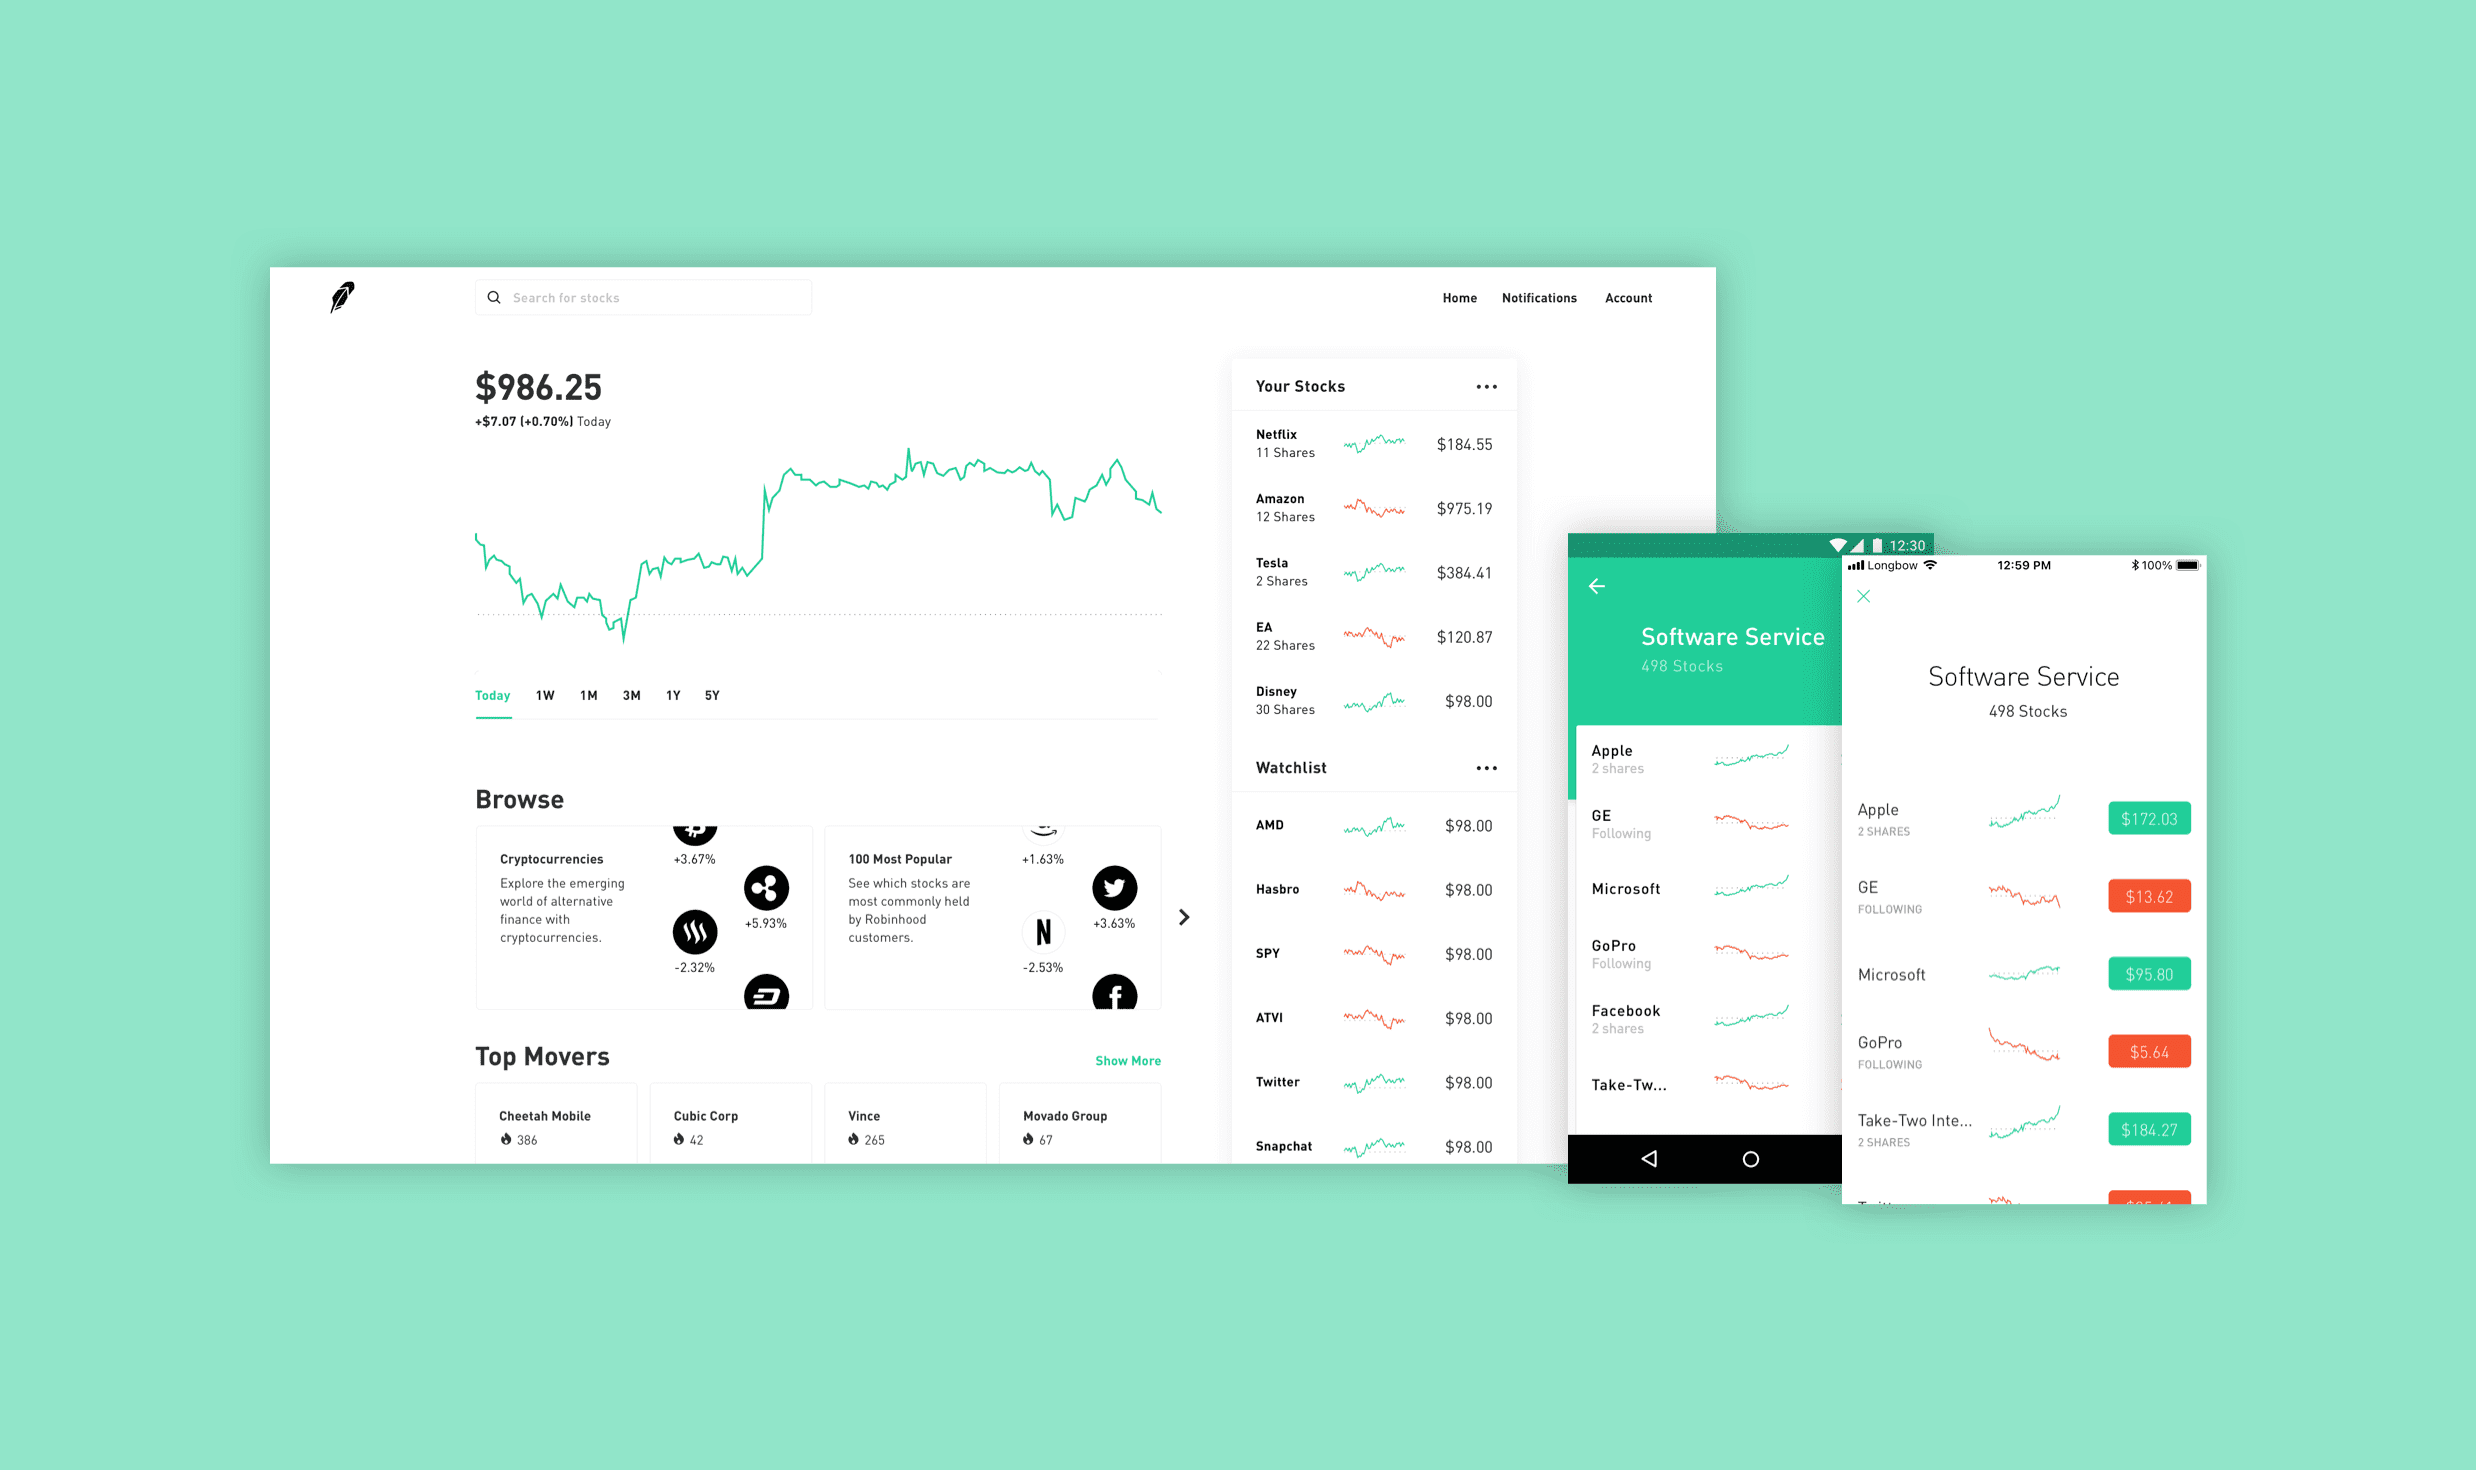 Search for stocks
Home Notifications Account
$986.25
+$7.07 (+0.70%) Today
Today 1W 1M 3M 1Y 5Y
Browse
Cryptocurrencies
Explore the emerging
world of alternative
finance with
cryptocurrencies.
+3.67%
+5.93%
-2.32%
100 Most Popular
See which stocks are
most commonly held
by Robinhood
customers.
+1.63%
+3.63%
N
-2.53%
f
Top Movers
Show More
Cheetah Mobile
386
Cubic Corp
42
Vince
265
Movado Group
67
Your Stocks
Netflix
11 Shares
$184.55
Amazon
12 Shares
$975.19
Tesla
2 Shares
$384.41
EA
22 Shares
$120.87
Disney
30 Shares
$98.00
Watchlist
AMD $98.00
Hasbro $98.00
SPY $98.00
ATVI $98.00
Twitter $98.00
Snapchat $98.00
12:30
Software Service
498 Stocks
Apple
2 shares
GE
Following
Microsoft
GoPro
Following
Facebook
2 shares
Take-Tw...
Longbow 12:59 PM 100%
Software Service
498 Stocks
Apple
2 SHARES
$172.03
GE
FOLLOWING
$13.62
Microsoft
$95.80
GoPro
FOLLOWING
$5.64
Take-Two Inte...
2 SHARES
$184.27